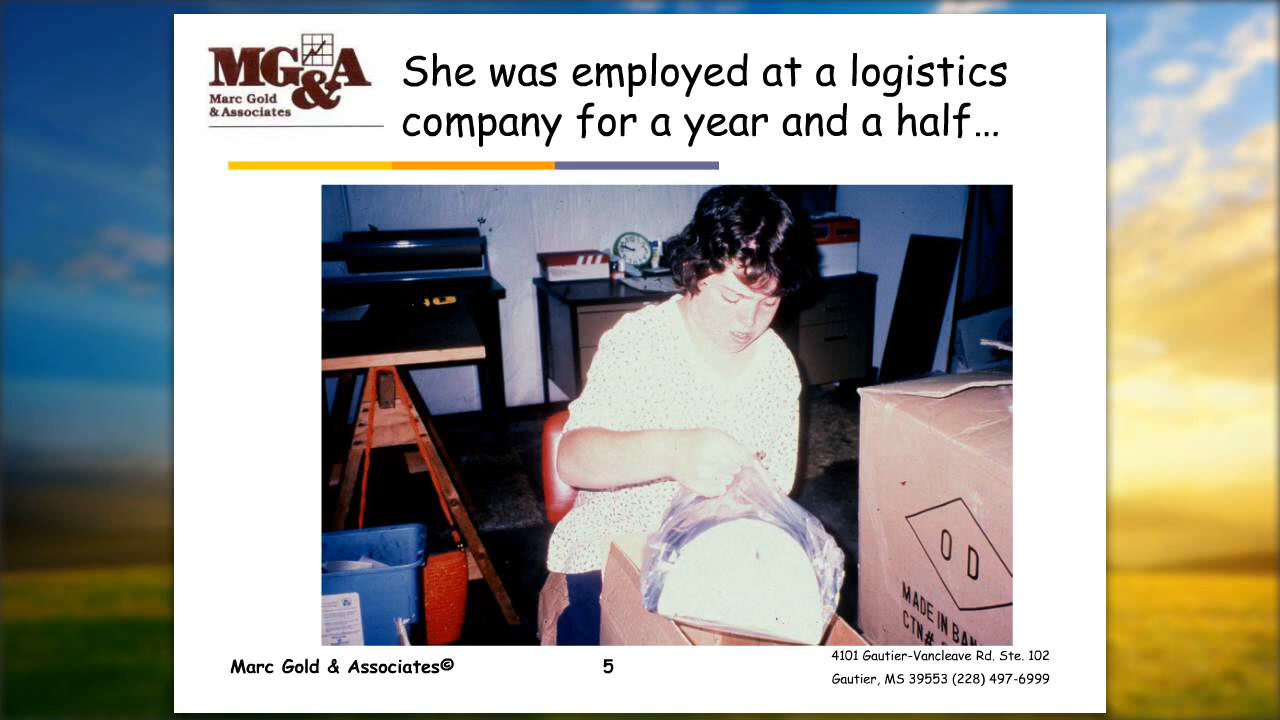 MG&A
Marc Gold
& Associates
She was employed at a logistics
company for a year and a half...
O D
MADE IN BAN
CTN#
Marc Gold & Associates©
5
4101 Gautier-Vancleave Rd. Ste. 102
Gautier, MS 39553 (228) 497-6999